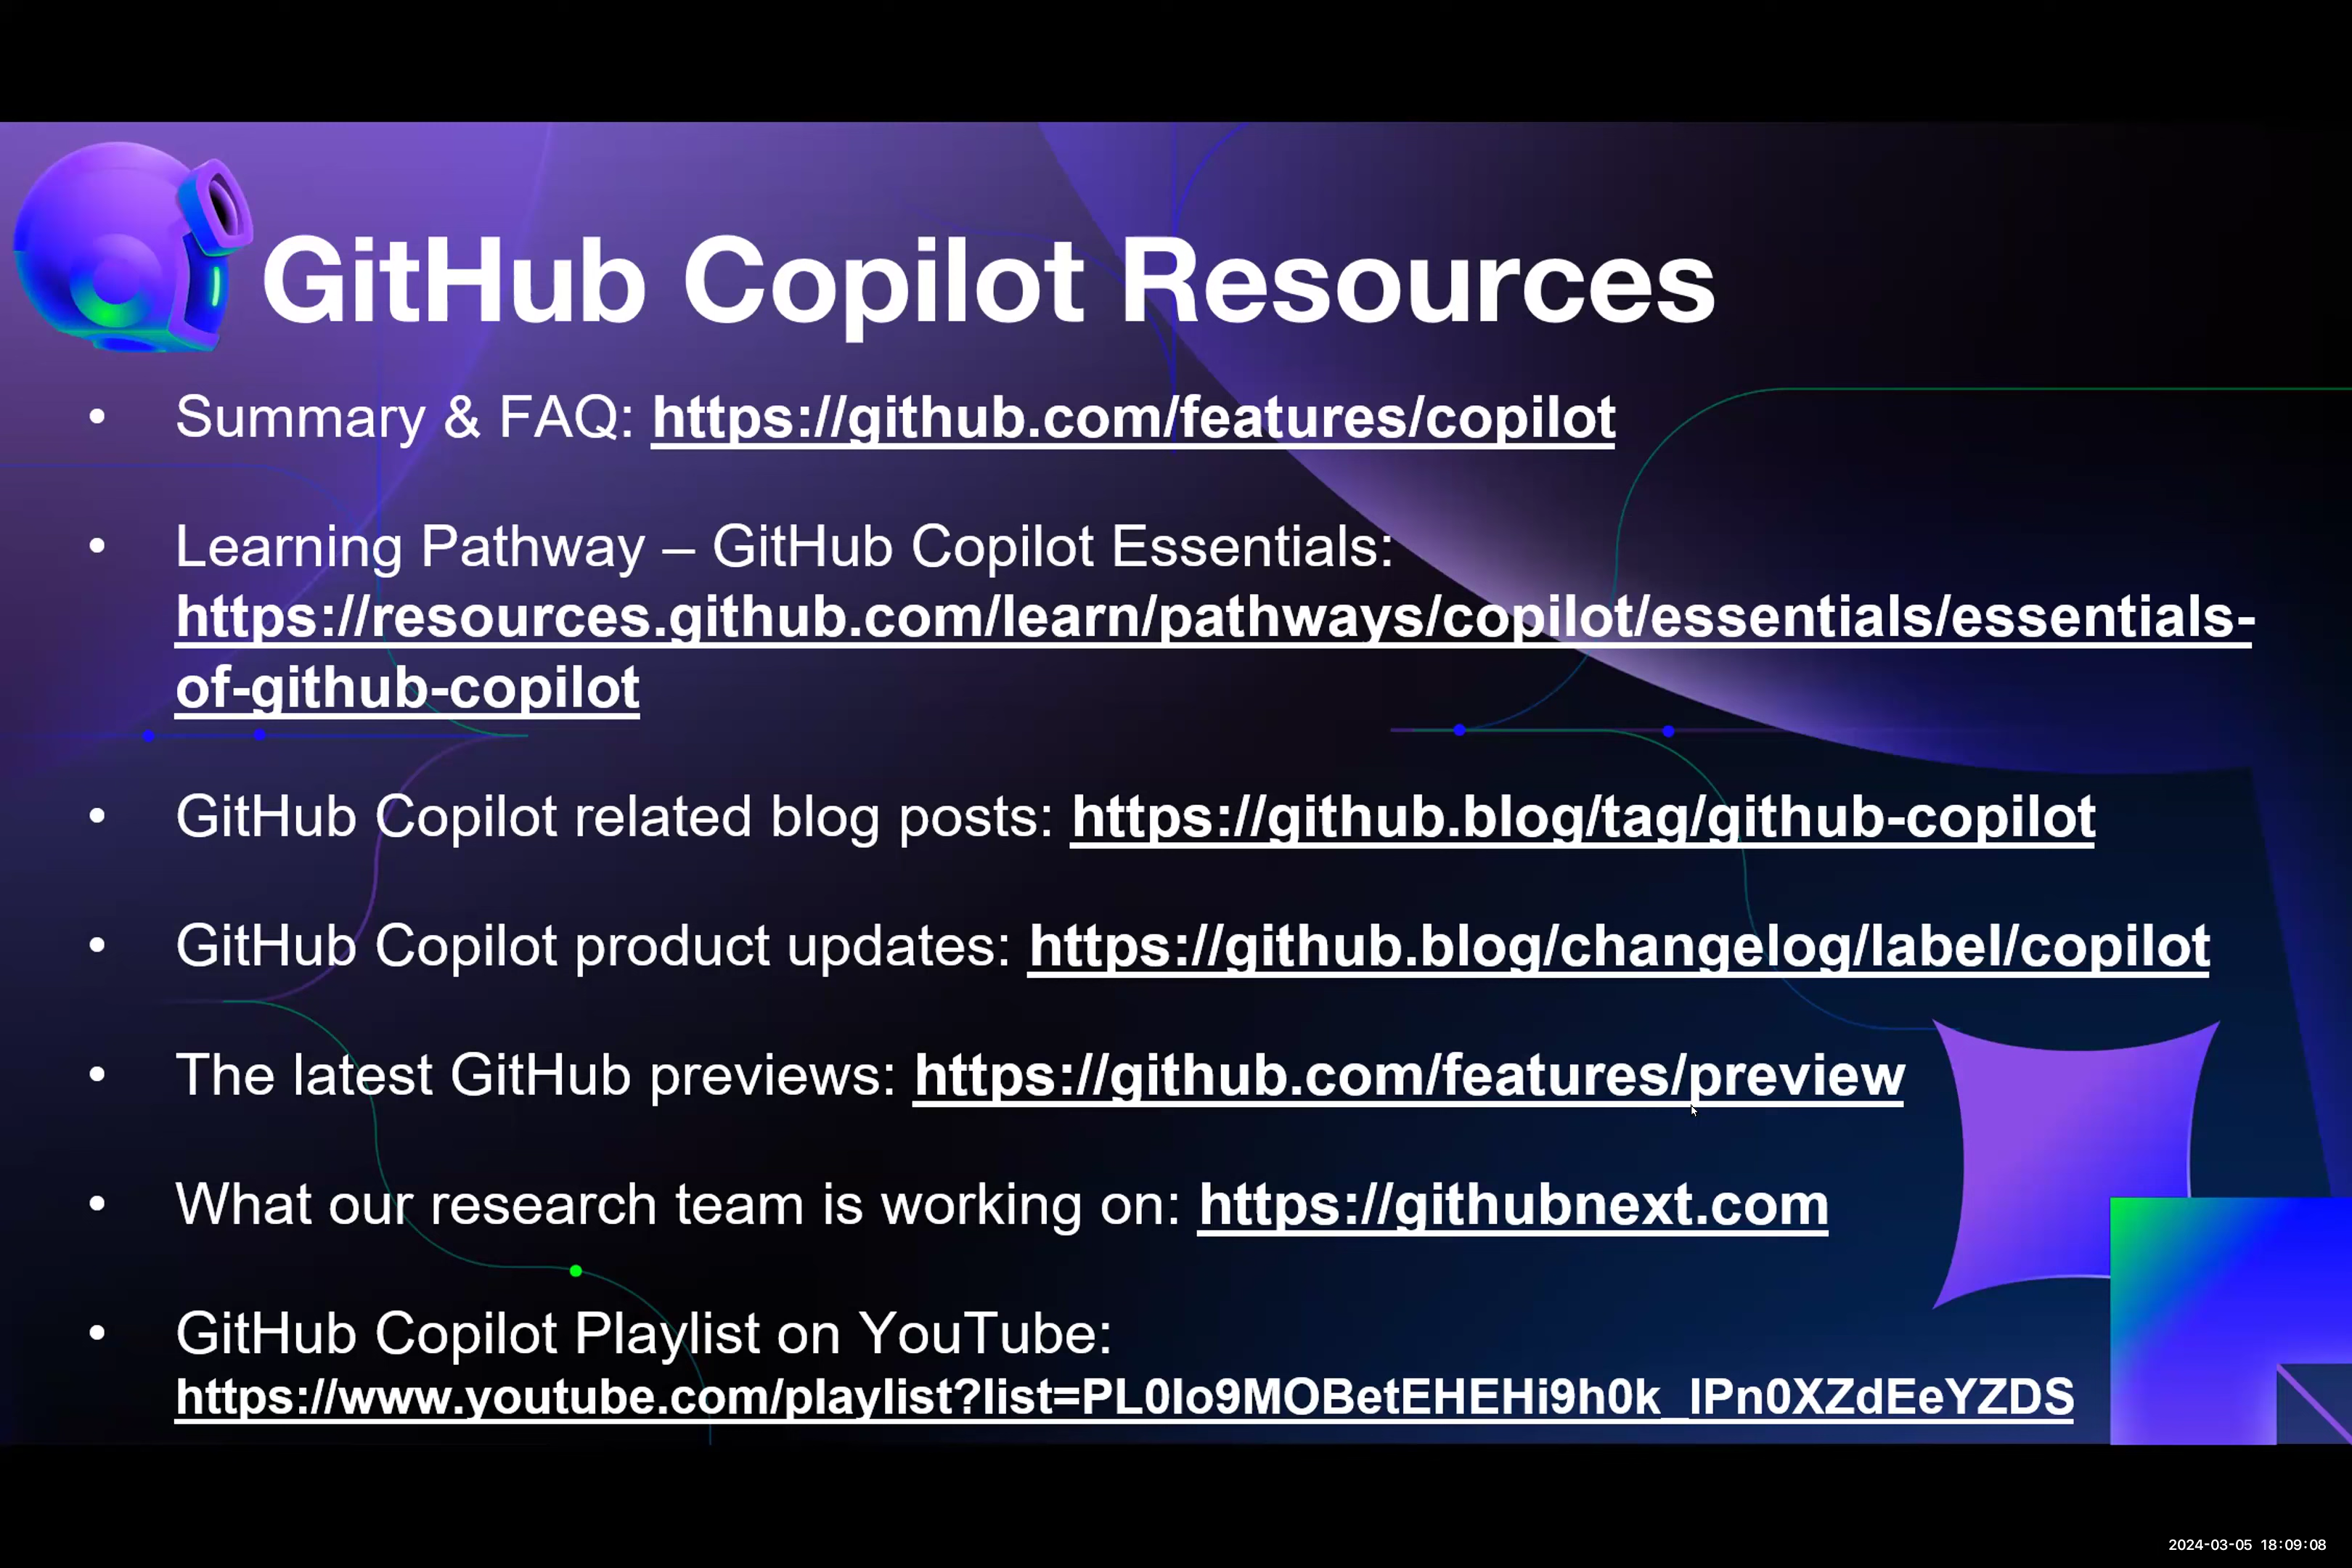 GitHub Copilot Resources
• Summary & FAQ: https://github.com/features/copilot
• Learning Pathway – GitHub Copilot Essentials:
https://resources.github.com/learn/pathways/copilot/essentials/essentials-
of-github-copilot
• GitHub Copilot related blog posts: https://github.blog/tag/github-copilot
• GitHub Copilot product updates: https://github.blog/changelog/label/copilot
• The latest GitHub previews: https://github.com/features/preview
• What our research team is working on: https://githubnext.com
• GitHub Copilot Playlist on YouTube:
https://www.youtube.com/playlist?list=PL0lo9MOBetEHEHi9h0k_lPn0XZdEeYZDS
2024-03-05 18:09:08